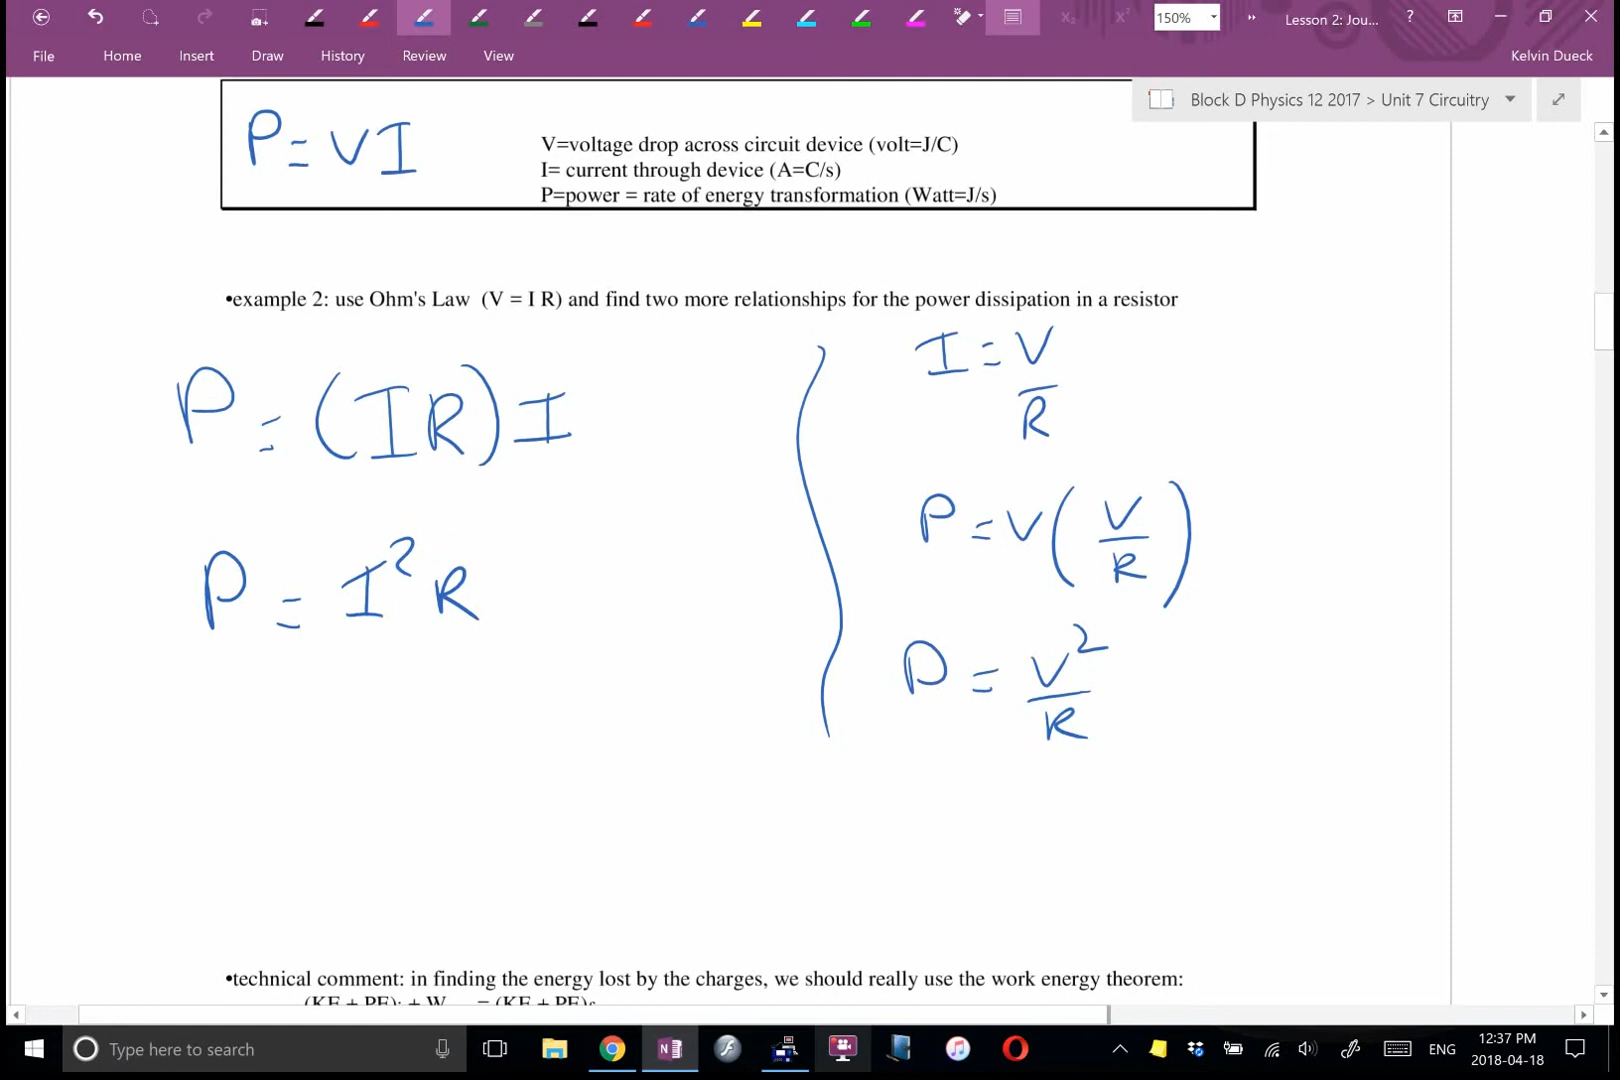 150%
Lesson 2: Jou...
?
File
Home
Insert
Draw
History
Review
View
Kelvin Dueck
Block D Physics 12 2017 > Unit 7 Circuitry
P = VI
V=voltage drop across circuit device (volt=J/C)
I= current through device (A=C/s)
P=power = rate of energy transformation (Watt=J/s)
•example 2: use Ohm's Law (V = I R) and find two more relationships for the power dissipation in a resistor
P = (IR) I
P = I² R
I = V/R
P = V(V/R)
P = V²/R
•technical comment: in finding the energy lost by the charges, we should really use the work energy theorem:
Type here to search
ENG
12:37 PM
2018-04-18